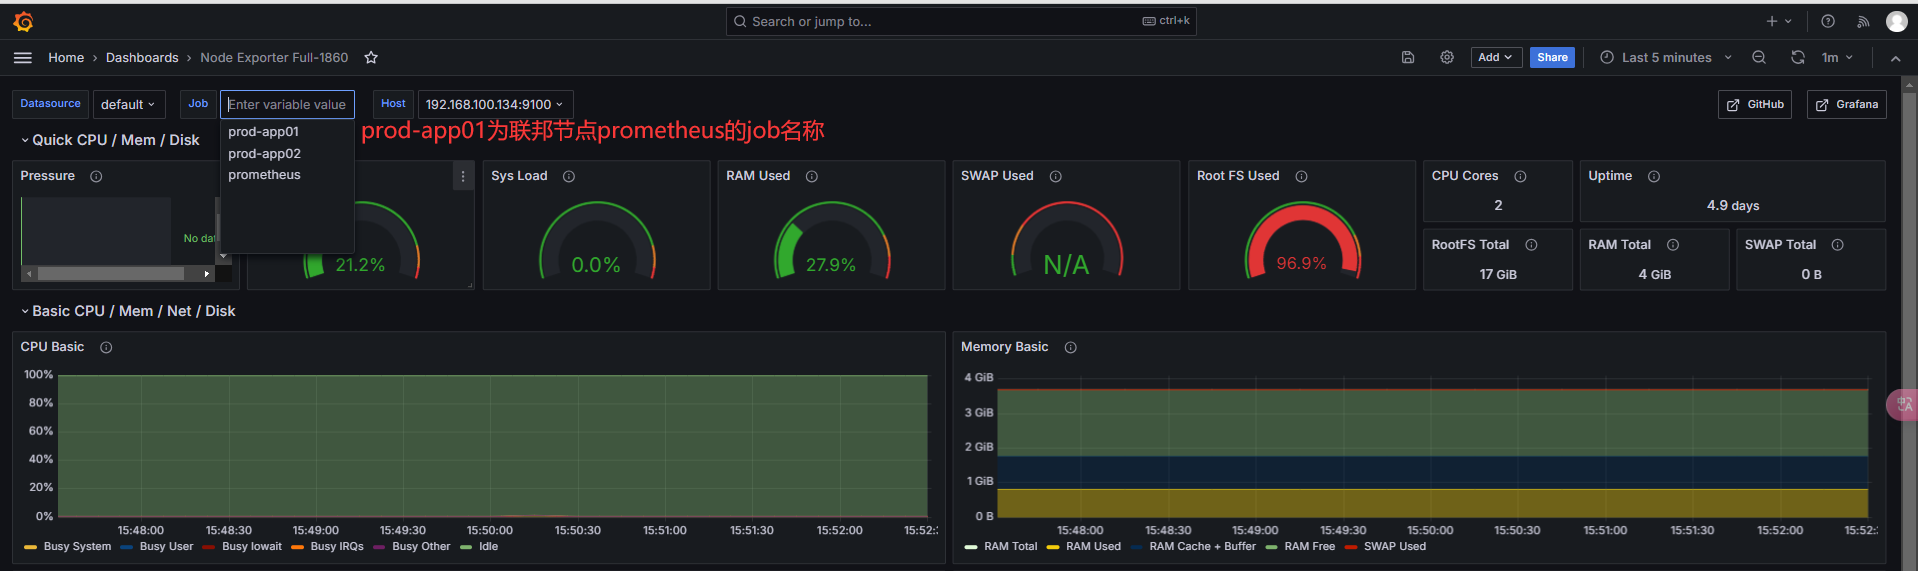 Search or jump to...
ctrl+k
Home › Dashboards › Node Exporter Full-1860
Add
Share
Last 5 minutes
1m
Datasource
default
Job
Enter variable value
Host
192.168.100.134:9100
GitHub
Grafana
prod-app01
prod-app02
prometheus
prod-app01为联邦节点prometheus的job名称
Quick CPU / Mem / Disk
Pressure
Sys Load
RAM Used
SWAP Used
Root FS Used
CPU Cores
Uptime
2
4.9 days
No dat
21.2%
0.0%
27.9%
N/A
96.9%
RootFS Total
RAM Total
SWAP Total
17 GiB
4 GiB
0 B
Basic CPU / Mem / Net / Disk
CPU Basic
100%
80%
60%
40%
20%
0%
15:48:00 15:48:30 15:49:00 15:49:30 15:50:00 15:50:30 15:51:00 15:51:30 15:52:00 15:52:
Busy System Busy User Busy Iowait Busy IRQs Busy Other Idle
Memory Basic
4 GiB
3 GiB
2 GiB
1 GiB
0 B
15:48:00 15:48:30 15:49:00 15:49:30 15:50:00 15:50:30 15:51:00 15:51:30 15:52:00 15:52:
RAM Total RAM Used RAM Cache + Buffer RAM Free SWAP Used